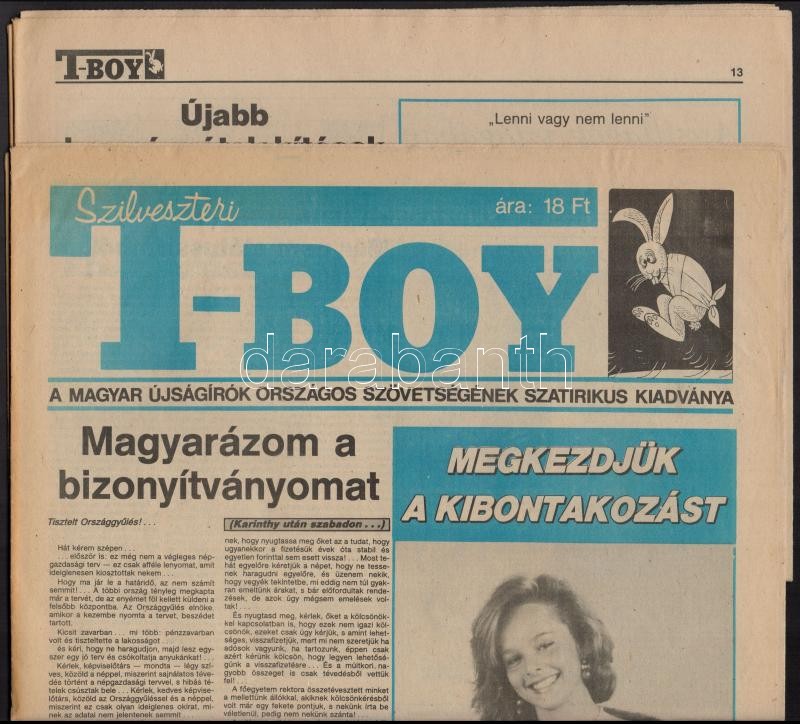 T-BOY
13
Újabb
„Lenni vagy nem lenni”
Szilveszteri
ára: 18 Ft
T-BOY
darabanth
A MAGYAR ÚJSÁGÍRÓK ORSZÁGOS SZÖVETSÉGÉNEK SZATIRIKUS KIADVÁNYA
Magyarázom a
bizonyítványomat
MEGKEZDJÜK
A KIBONTAKOZÁST
Tisztelt Országgyűlés!...
Hát kérem szépen...
... először is: ez még nem a végleges nép-
gazdasági terv — ez csak afféle lenyomat, amit
ideiglenesen kiosztottak nekem...
Hogy ma jár le a határidő, az nem számít
semmit!... A többi ország tényleg megkapta
már a tervét, de az enyémet föl kellett küldeni a
felsőbb központba. Az Országgyűlés elnöke,
amikor a kezembe nyomta a tervet, beszédet
tartott.
Kicsit zavarban... mi több: pénzzavarban
volt és tiszteltette a lakosságot...
és kéri, hogy ne haragudjon, majd lesz egy-
szer egy jó terv és csókoltatja anyukánkat!...
Kérlek, képviselőtárs — mondta — légy szí-
ves, közöld a néppel, miszerint sajnálatos téve-
dés történt a népgazdasági tervvel, s hibás té-
telek csúsztak bele... Kérlek, kedves képvise-
lőtárs, közöld az Országgyűléssel és a néppel,
miszerint ez csak olyan ideiglenes okirat, mi-
nek az adatai nem jelentenek semmit...
(Karinthy után szabadon...)
nek, hogy nyugtassa meg őket az a tudat, hogy
ugyanekkor a fizetésük évek óta stabil és
egyetlen forinttal sem esett vissza!... Most te-
hát egyelőre kéretjük a népet, hogy ne tesse-
nek haragudni egyelőre, és üzenem nekik,
hogy vegyék tekintetbe, mi eddig nem túl gyak-
ran emeltünk árakat, s bár előfordultak rende-
zések, de azok úgy mégsem emelések vol-
tak!
És nyugtasd meg, kérlek, őket a kölcsönök-
kel kapcsolatban is, hogy ezek nem igazi köl-
csönök, ezeket csak úgy kérjük, s amint lehet-
séges, visszafizetjük, mert mi nem szeretjük ha
adósok vagyunk, ha tartozunk, éppen csak
azért kérünk kölcsön, hogy legyen lehetősé-
günk a visszafizetésre... És a múltkori, na-
gyobb összeget is csak tévedésből vettük
fel!...
A főegyetem rektora összetévesztett minket
a mellettünk állókkal, akiknek kölcsönkérésből
volt már egy fekete pontjuk, s nekünk írta be
véletlenül, pedig nem nekünk szánta!...